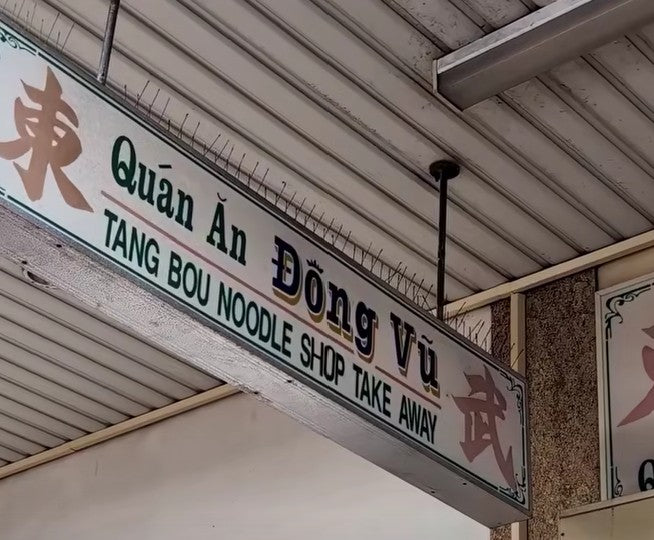 東
Quán Ăn Đông Vũ
TANG BOU NOODLE SHOP TAKE AWAY
武
Q